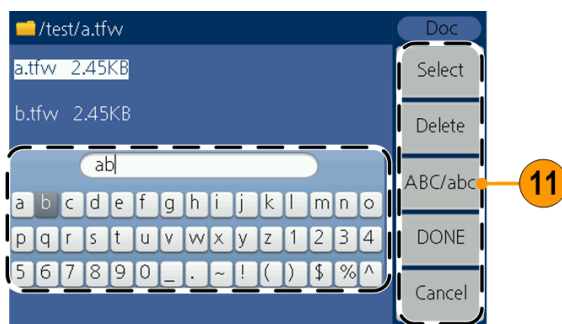 /test/a.tfw
Doc
a.tfw 2.45KB
b.tfw 2.45KB
ab
a b c d e f g h i j k l m n o
p q r s t u v w x y z 1 2 3 4
5 6 7 8 9 0 _ . ~ ! ( ) $ % ^
Select
Delete
ABC/abc
DONE
Cancel
11